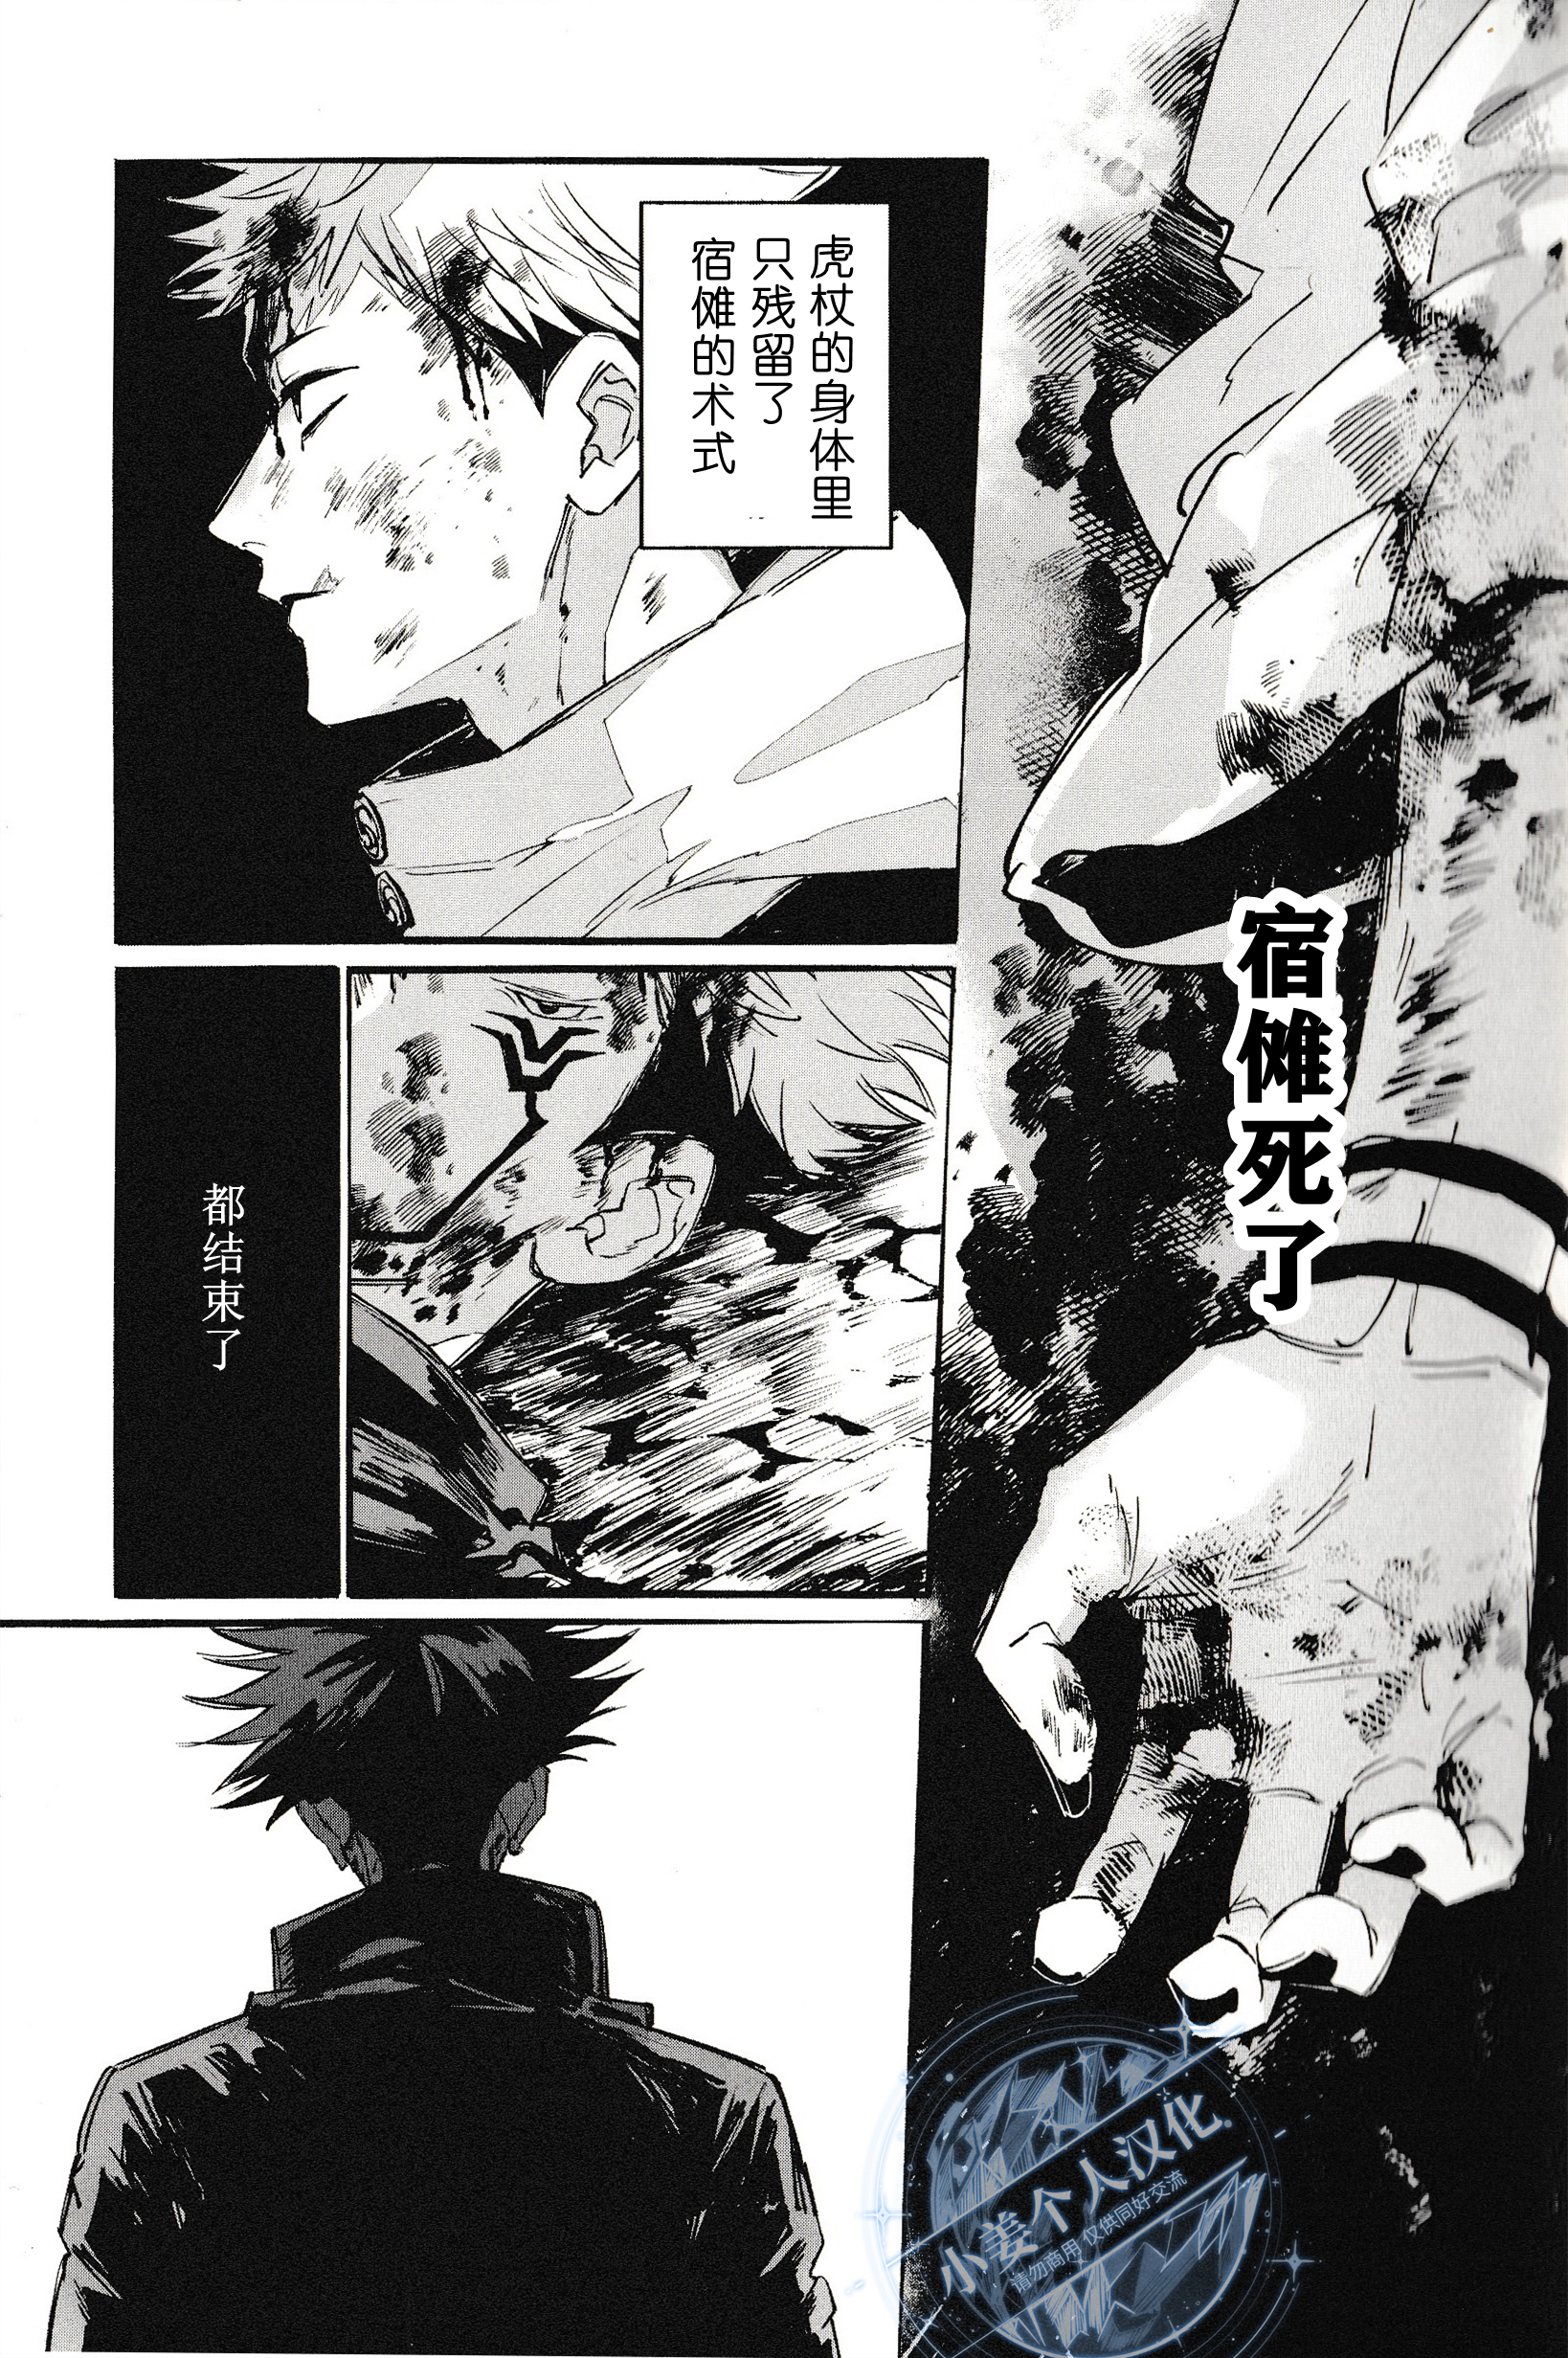 宿傩死了
虎杖的身体里
只残留了
宿傩的术式
都结束了
小姜个人汉化
请勿商用 仅供同好交流